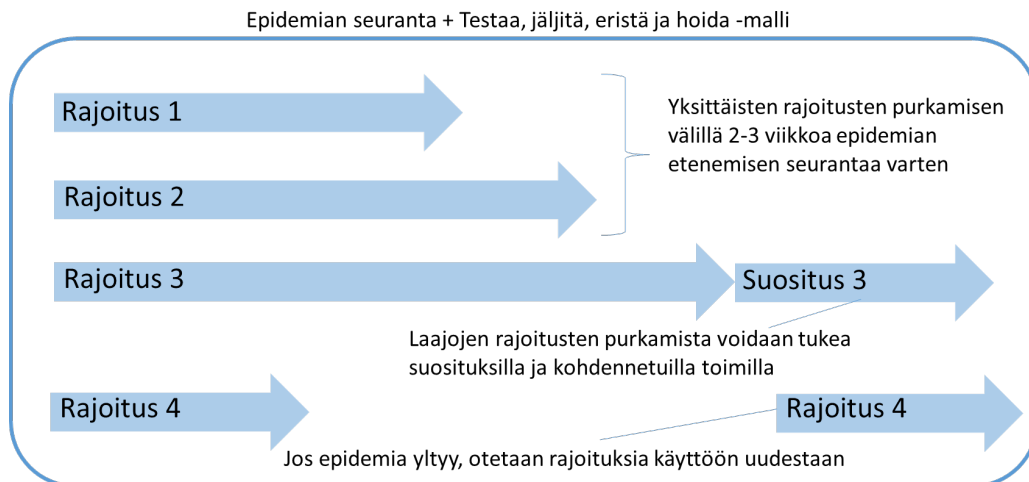 Epidemian seuranta + Testaa, jäljitä, eristä ja hoida -malli
Rajoitus 1
Yksittäisten rajoitusten purkamisen
välillä 2-3 viikkoa epidemian
etenemisen seurantaa varten
Rajoitus 2
Rajoitus 3
Suositus 3
Laajojen rajoitusten purkamista voidaan tukea
suosituksilla ja kohdennetuilla toimilla
Rajoitus 4
Rajoitus 4
Jos epidemia yltyy, otetaan rajoituksia käyttöön uudestaan